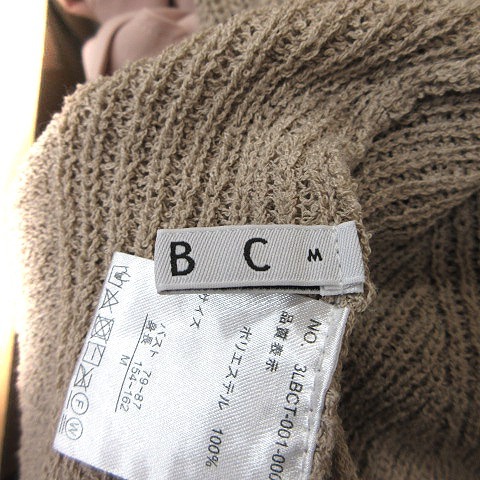 B C M
NO. 3LBCT-001-000
品質表示
ポリエステル 100%
サイズ
バスト 79-87
身長 154-162
M
F
W